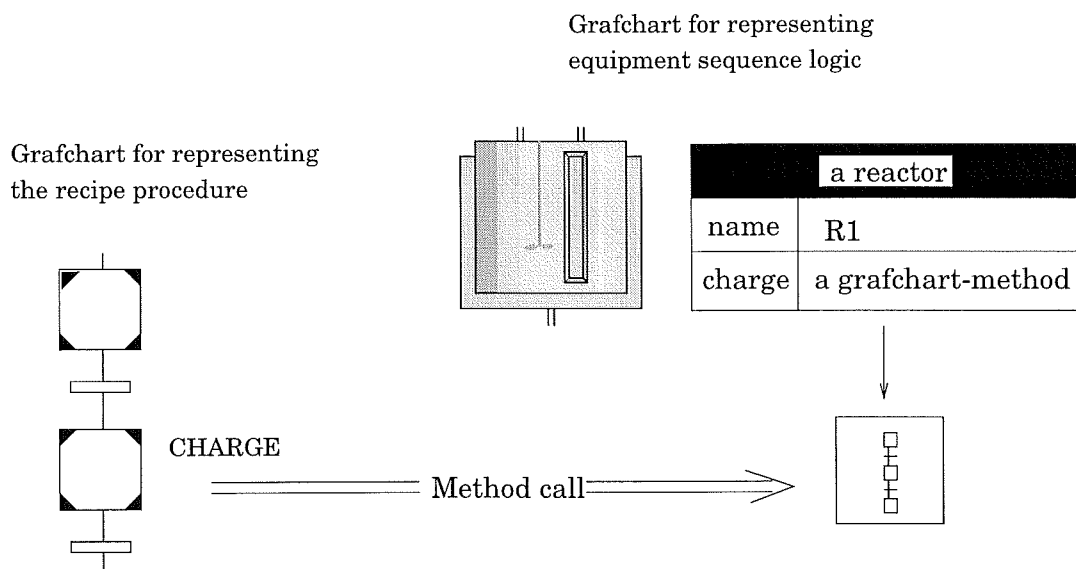 Grafchart for representing
equipment sequence logic
Grafchart for representing
the recipe procedure
a reactor
name R1
charge a grafchart-method
CHARGE
Method call